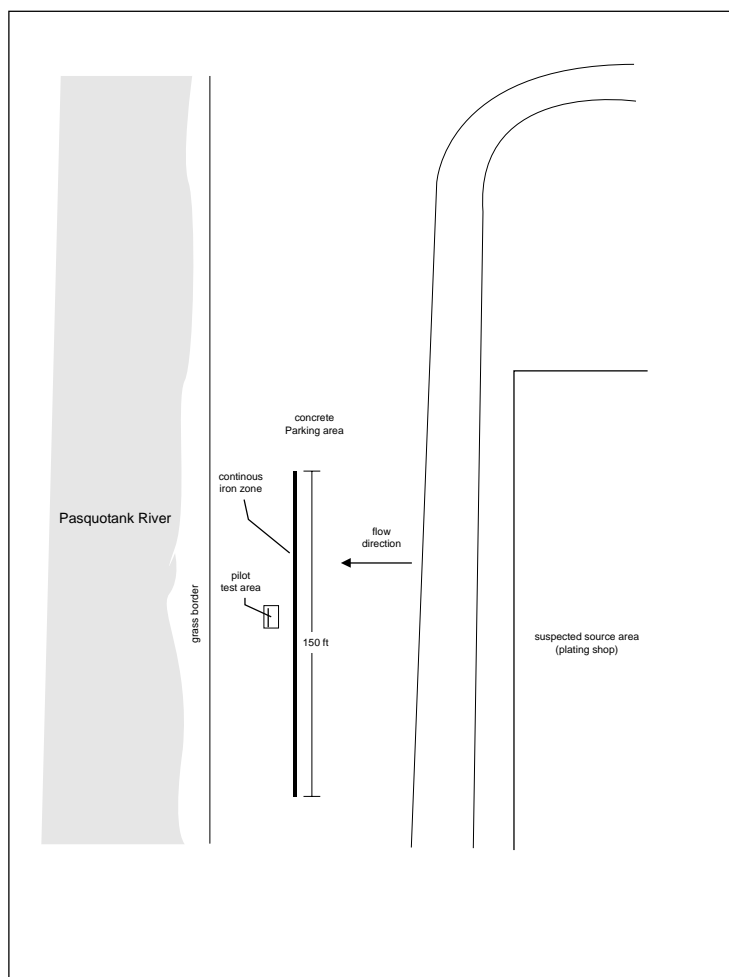 concrete
Parking area
continous
iron zone
Pasquotank River
flow
direction
pilot
test area
grass border
150 ft
suspected source area
(plating shop)